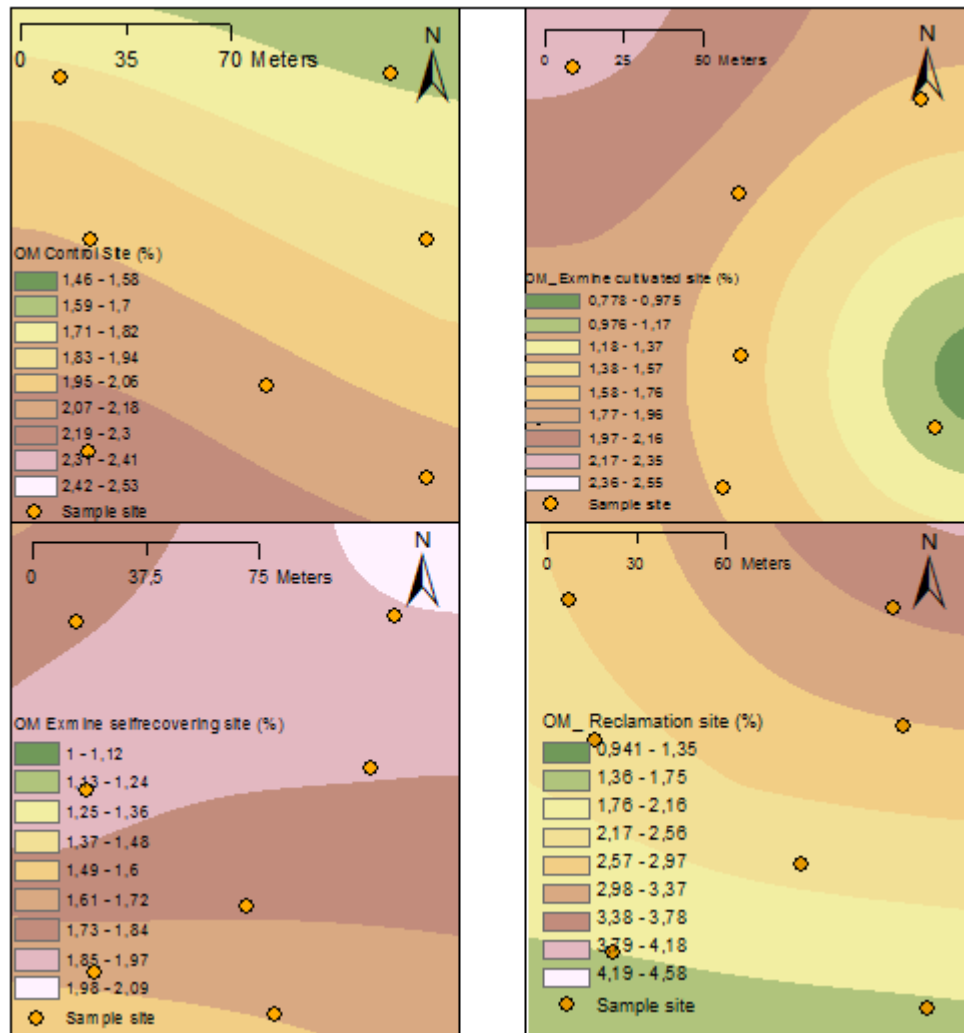 N
0 35 70 Meters
OM Control Site (%)
1,46 - 1,58
1,59 - 1,7
1,71 - 1,82
1,83 - 1,94
1,95 - 2,06
2,07 - 2,18
2,19 - 2,3
2,31 - 2,41
2,42 - 2,53
Sample site
N
0 25 50 Meters
OM_Exmine cultivated site (%)
0,778 - 0,975
0,976 - 1,17
1,18 - 1,37
1,38 - 1,57
1,58 - 1,76
1,77 - 1,96
1,97 - 2,16
2,17 - 2,35
2,36 - 2,55
Sample site
N
0 37,5 75 Meters
OM Exmine selfrecovering site (%)
1 - 1,12
1,13 - 1,24
1,25 - 1,36
1,37 - 1,48
1,49 - 1,6
1,61 - 1,72
1,73 - 1,84
1,85 - 1,97
1,98 - 2,09
Sample site
N
0 30 60 Meters
OM_ Reclamation site (%)
0,941 - 1,35
1,36 - 1,75
1,76 - 2,16
2,17 - 2,56
2,57 - 2,97
2,98 - 3,37
3,38 - 3,78
3,79 - 4,18
4,19 - 4,58
Sample site